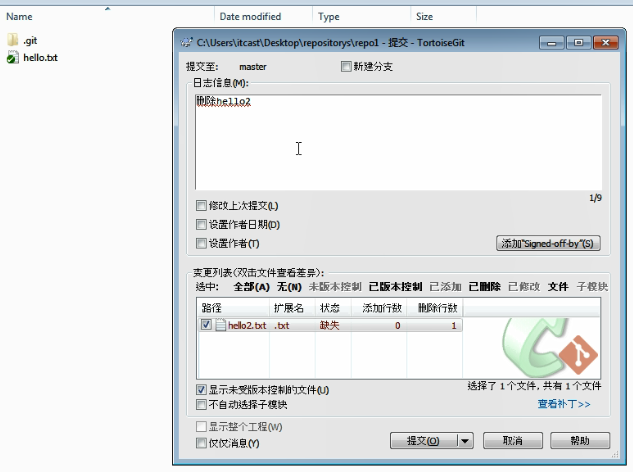 Name Date modified Type Size
.git
hello.txt
C:\Users\itcast\Desktop\repositorys\repo1 - 提交 - TortoiseGit
提交至: master 新建分支
日志信息(M):
删除hello2
1/9
修改上次提交(L)
设置作者日期(D)
设置作者(T)
添加"Signed-off-by"(S)
变更列表(双击文件查看差异):
选中: 全部(A) 无(N) 未版本控制 已版本控制 已添加 已删除 已修改 文件 子模块
路径 扩展名 状态 添加行数 删除行数
hello2.txt .txt 缺失 0 1
显示未受版本控制的文件(U)
选择了 1 个文件, 共有 1 个文件
不自动选择子模块
查看补丁>>
显示整个工程(W)
仅仅消息(Y)
提交(O) 取消 帮助